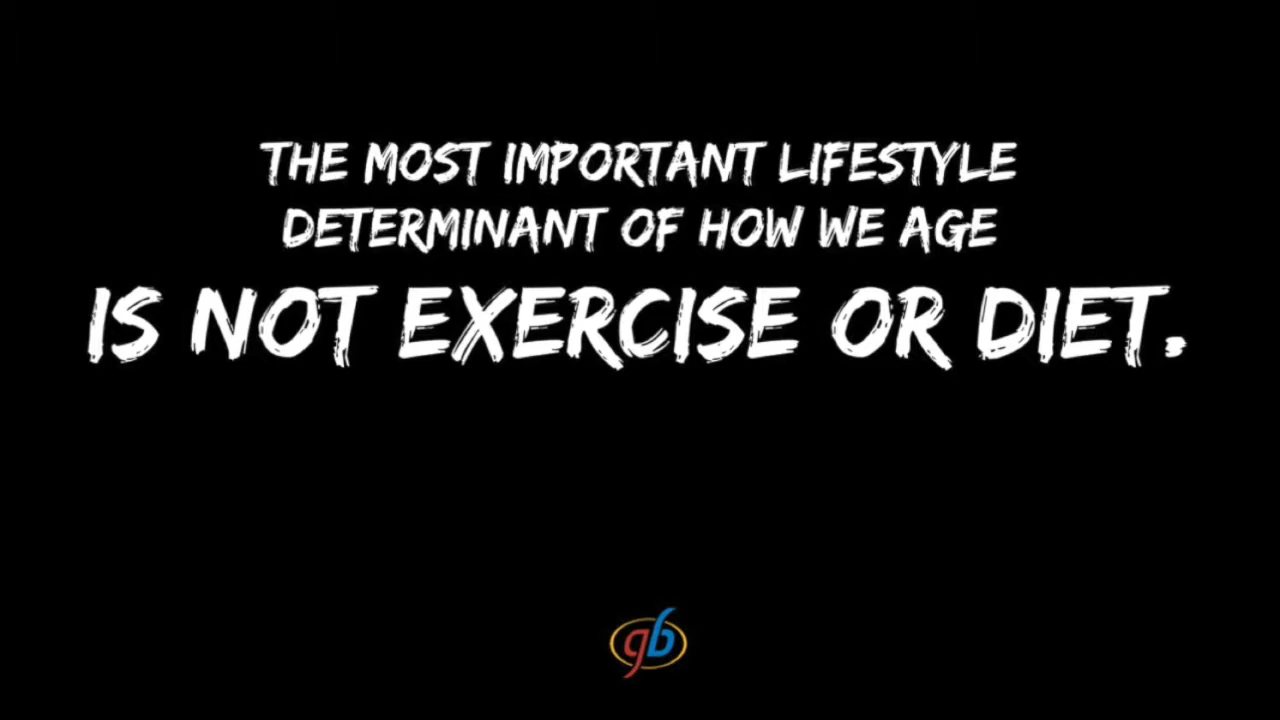 THE MOST IMPORTANT LIFESTYLE
DETERMINANT OF HOW WE AGE
IS NOT EXERCISE OR DIET.
gb